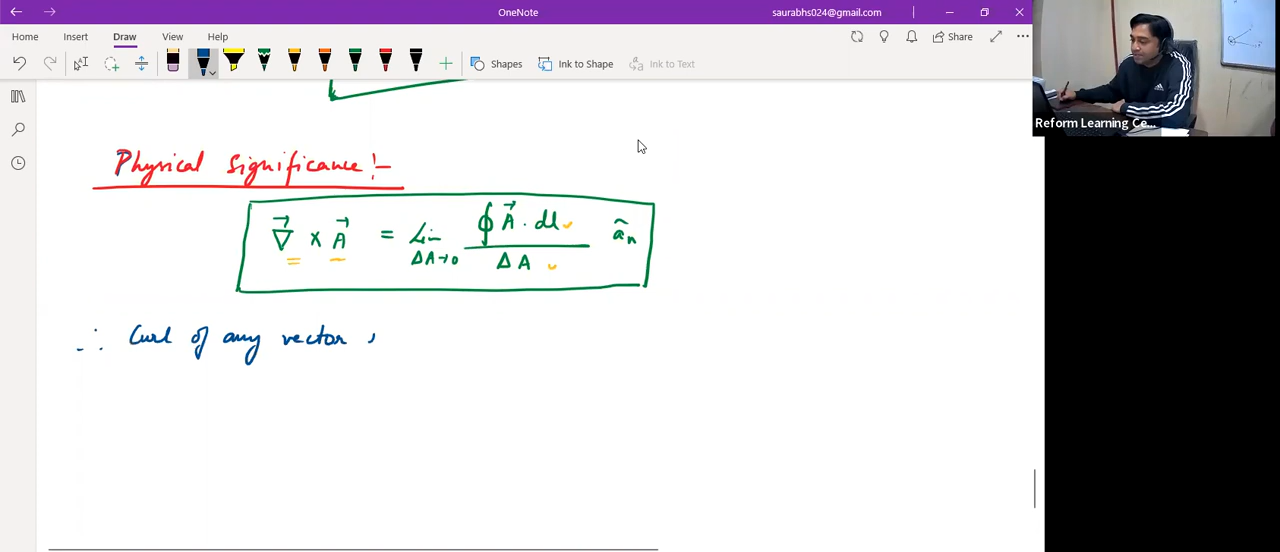 OneNote
saurabhs024@gmail.com
Home Insert Draw View Help
Share
Shapes
Ink to Shape
Ink to Text
Reform Learning Ce...
Physical Significance :-
∇⃗ × A⃗ = Lim ΔA→0 ∮ A⃗ . dl / ΔA âₙ
∴ Curl of any vector ,